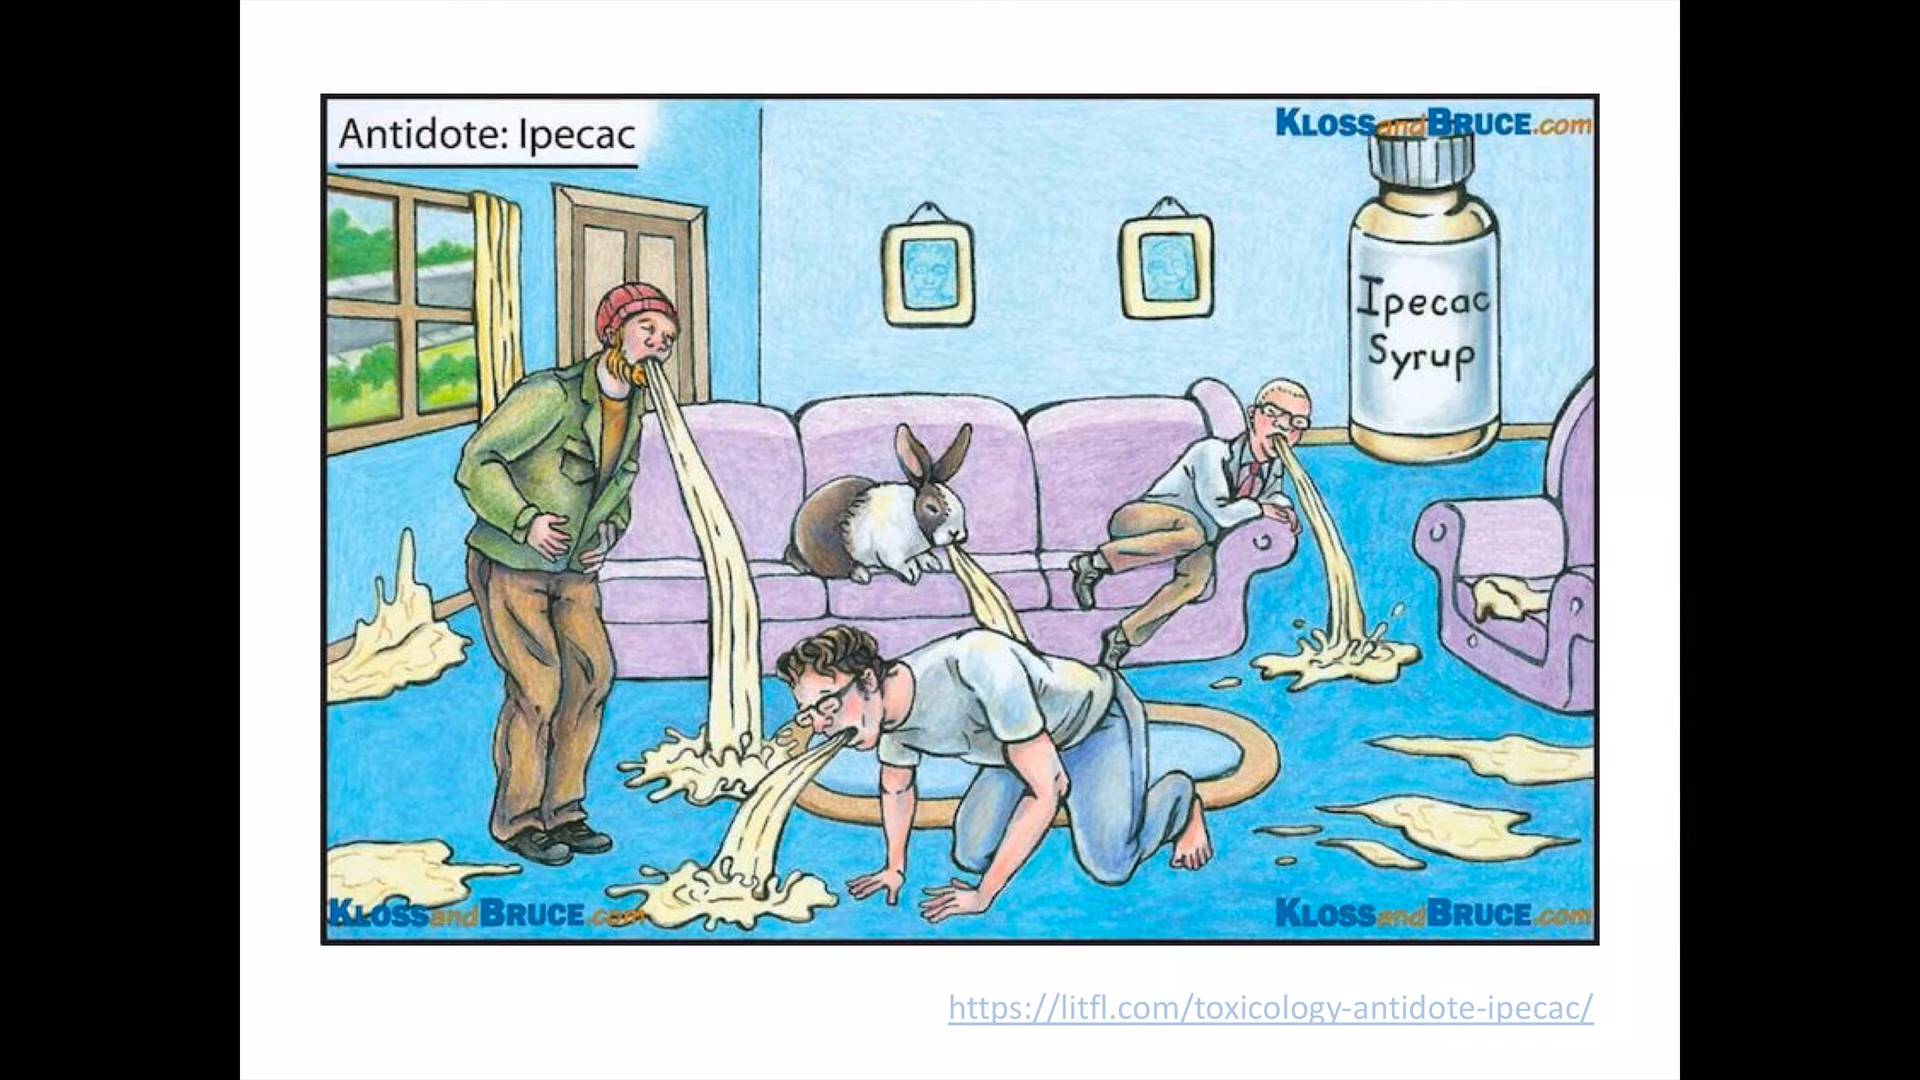 Antidote: Ipecac
KLOSSandBRUCE.com
Ipecac
Syrup
KLOSSandBRUCE.com
KLOSSandBRUCE.com
https://litfl.com/toxicology-antidote-ipecac/